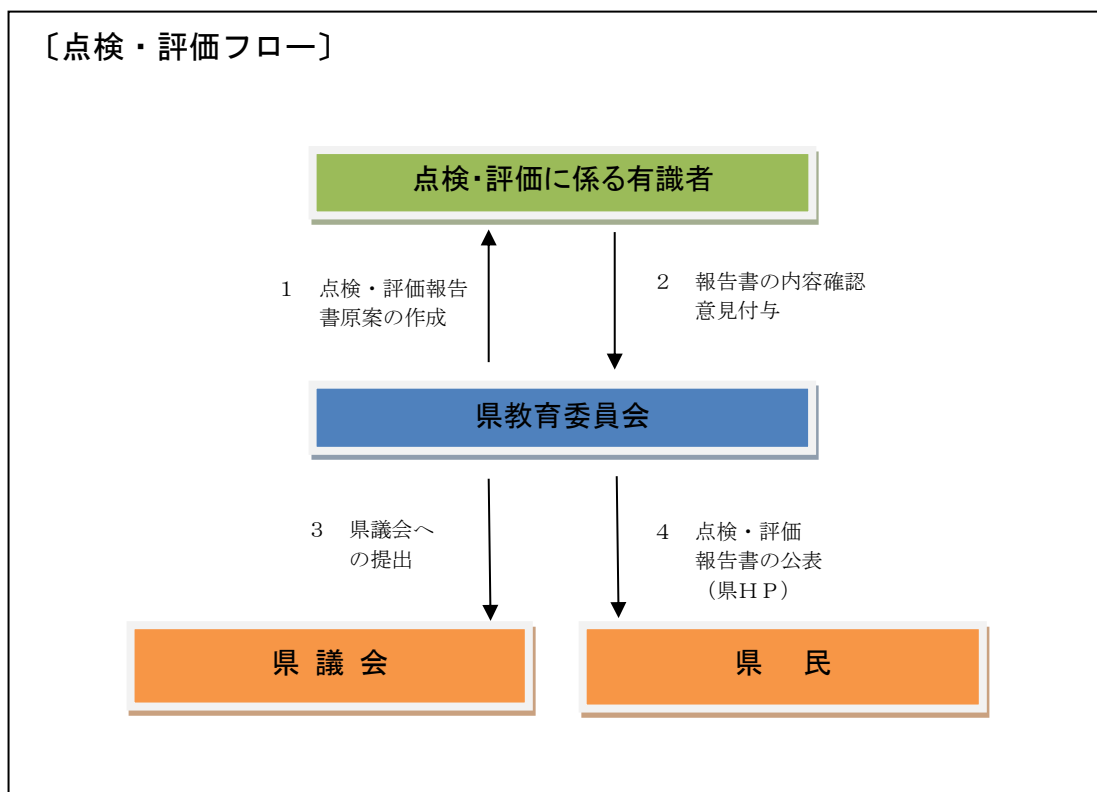 〔点検・評価フロー〕
点検・評価に係る有識者
１　点検・評価報告
書原案の作成
２　報告書の内容確認
意見付与
県教育委員会
３　県議会へ
の提出
４　点検・評価
報告書の公表
（県ＨＰ）
県 議 会
県　民